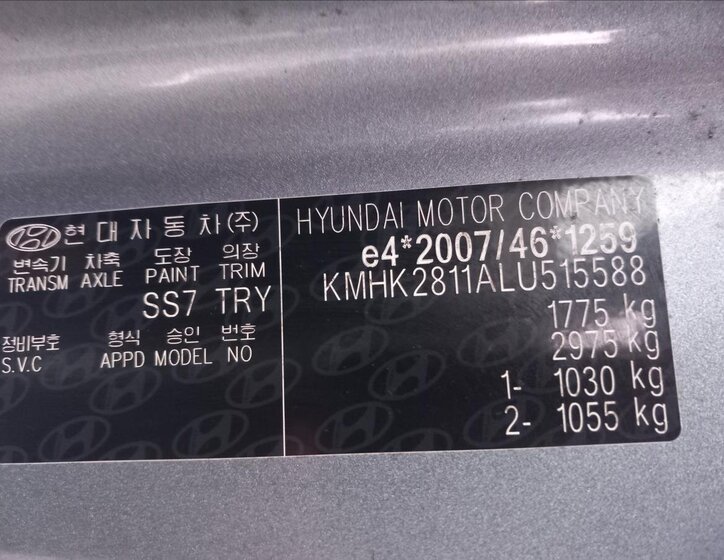 현대자동차(주)
변속기 차축 도장 의장
TRANSM AXLE PAINT TRIM
SS7 TRY
정비부호 형식 승인 번호
S.V.C APPD MODEL NO
HYUNDAI MOTOR COMPANY
e4*2007/46*1259
KMHK2811ALU515588
1775 kg
2975 kg
1- 1030 kg
2- 1055 kg